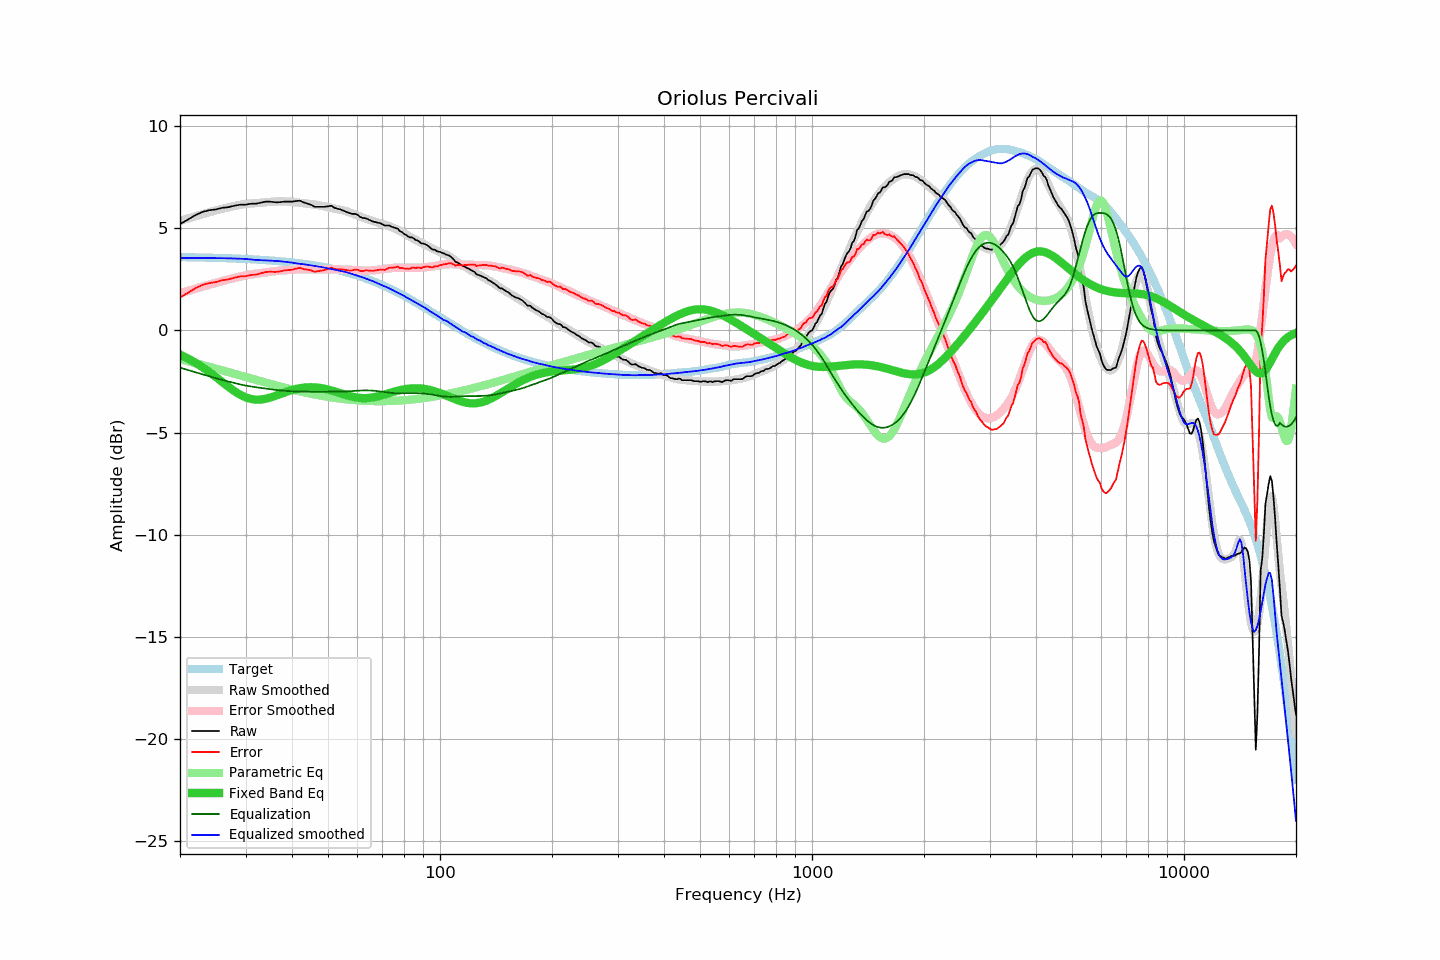 Oriolus Percivali
10
5
0
−5
−10
−15
−20
−25
Amplitude (dBr)
100
1000
10000
Frequency (Hz)
Target
Raw Smoothed
Error Smoothed
Raw
Error
Parametric Eq
Fixed Band Eq
Equalization
Equalized smoothed